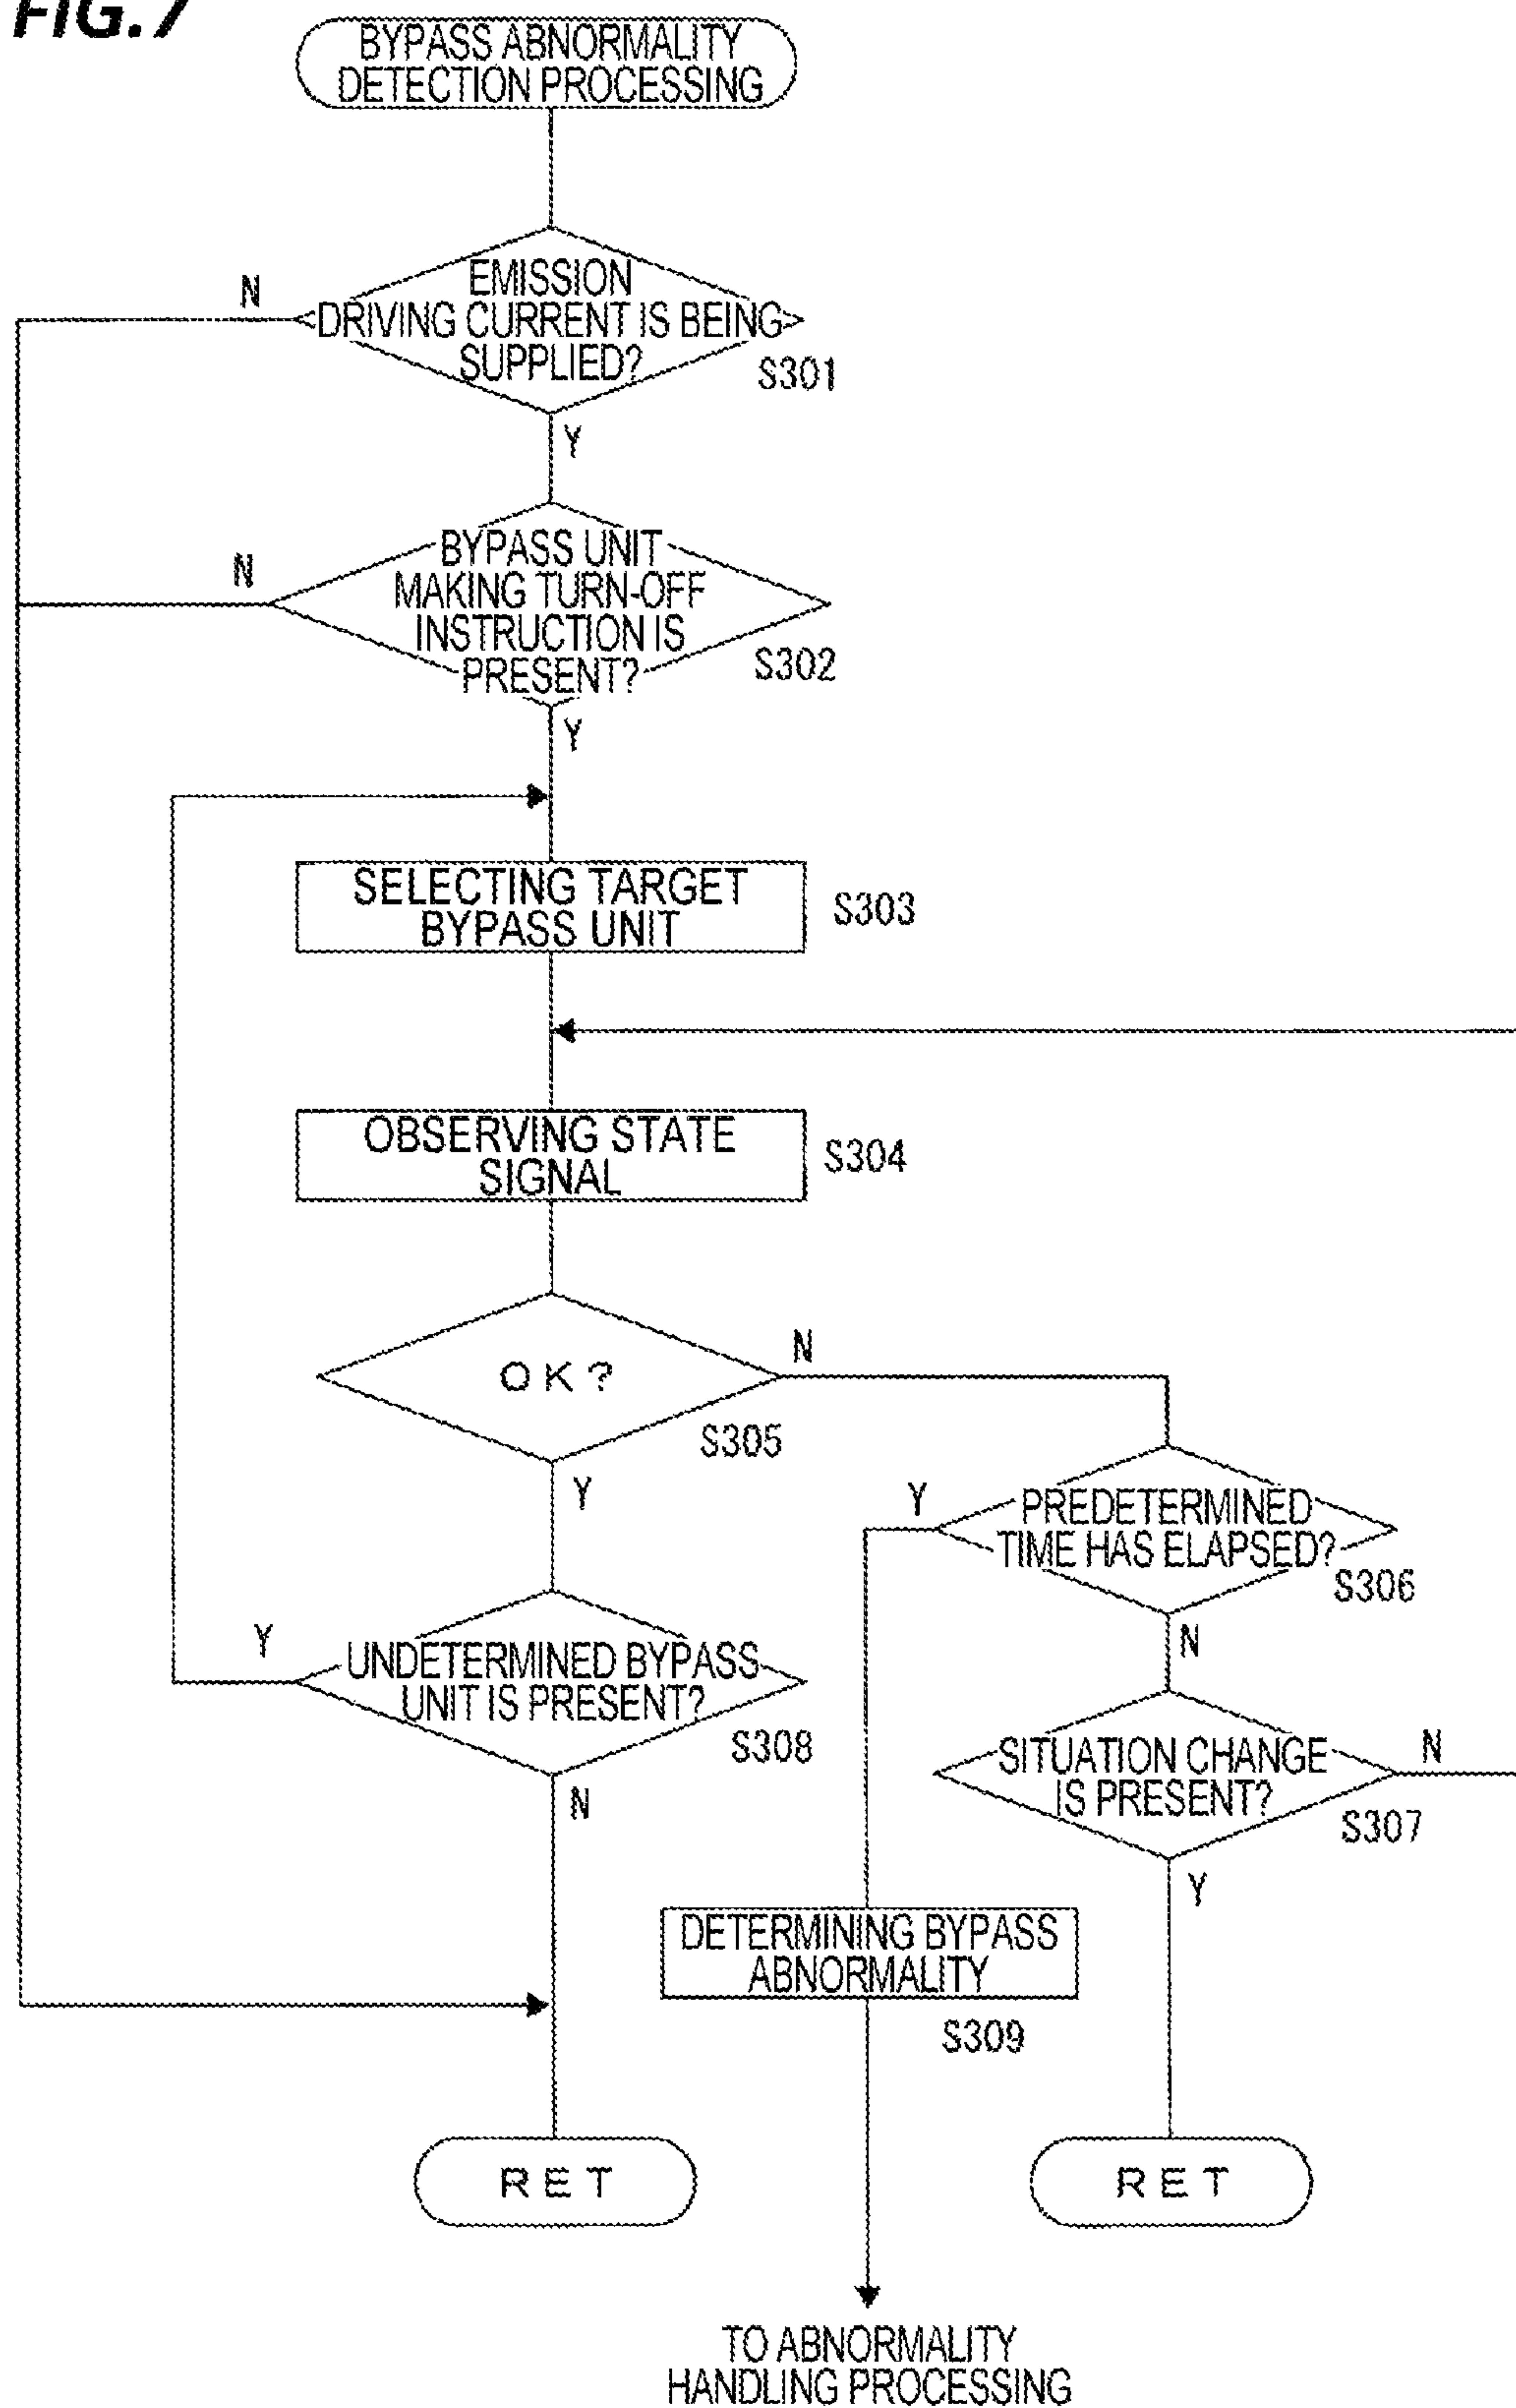 FIG. 7
BYPASS ABNORMALITY
DETECTION PROCESSING
EMISSION
DRIVING CURRENT IS BEING
SUPPLIED?
N
S301
Y
BYPASS UNIT
MAKING TURN-OFF
INSTRUCTION IS
PRESENT?
N
S302
Y
SELECTING TARGET
BYPASS UNIT
S303
OBSERVING STATE
SIGNAL
S304
OK?
N
S305
Y
PREDETERMINED
TIME HAS ELAPSED?
Y
S306
N
UNDETERMINED BYPASS
UNIT IS PRESENT?
Y
S308
N
SITUATION CHANGE
IS PRESENT?
N
S307
Y
DETERMINING BYPASS
ABNORMALITY
S309
RET
RET
TO ABNORMALITY
HANDLING PROCESSING